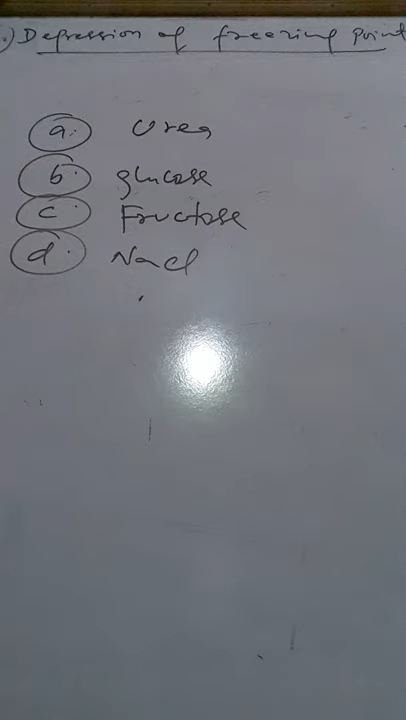 .) Depression of freezing point
a. Urea
b. glucose
c. Fructose
d. Nacl